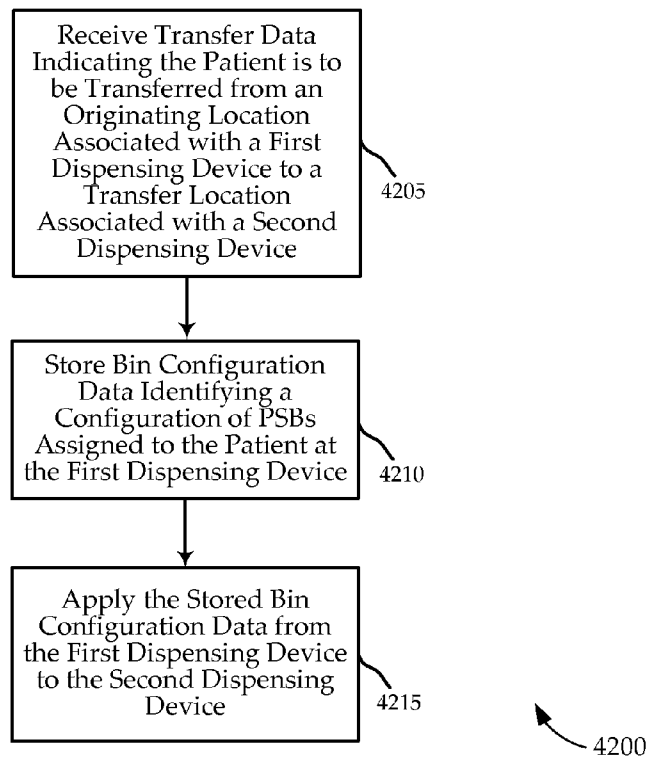 Receive Transfer Data
Indicating the Patient is to
be Transferred from an
Originating Location
Associated with a First
Dispensing Device to a
Transfer Location
Associated with a Second
Dispensing Device
4205
Store Bin Configuration
Data Identifying a
Configuration of PSBs
Assigned to the Patient at
the First Dispensing Device
4210
Apply the Stored Bin
Configuration Data from
the First Dispensing Device
to the Second Dispensing
Device
4215
4200